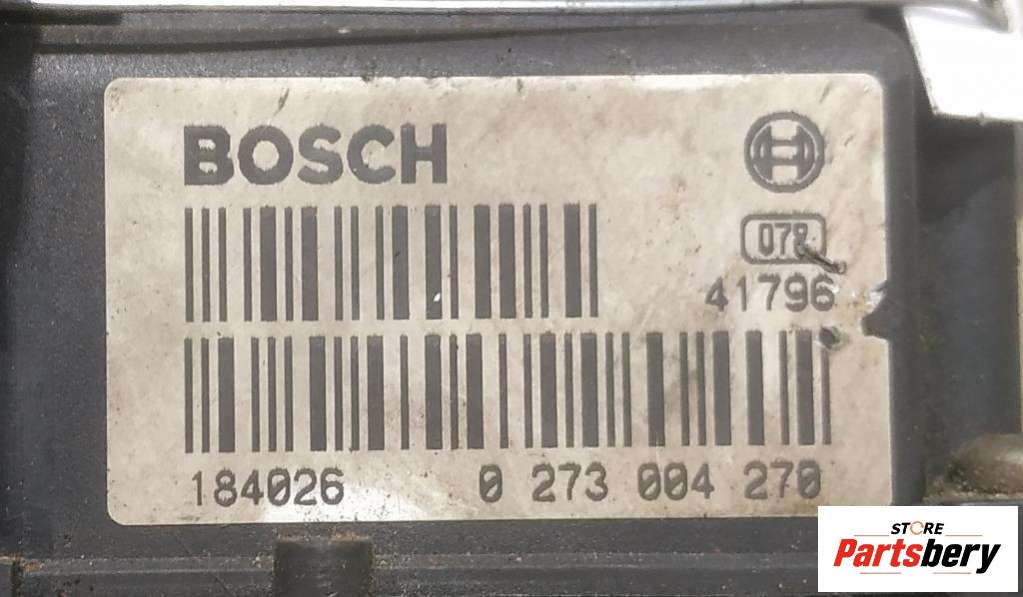 BOSCH
078
41796
184026 0 273 004 270
STORE
Partsbery